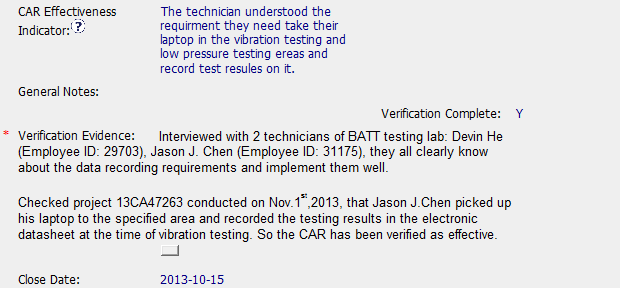 CAR Effectiveness The technician understood the
Indicator: ? requirment they need take their
laptop in the vibration testing and
low pressure testing ereas and
record test resules on it.
General Notes:
Verification Complete: Y
* Verification Evidence: Interviewed with 2 technicians of BATT testing lab: Devin He
(Employee ID: 29703), Jason J. Chen (Employee ID: 31175), they all clearly know
about the data recording requirements and implement them well.
Checked project 13CA47263 conducted on Nov.1st,2013, that Jason J.Chen picked up
his laptop to the specified area and recorded the testing results in the electronic
datasheet at the time of vibration testing. So the CAR has been verified as effective.
Close Date: 2013-10-15